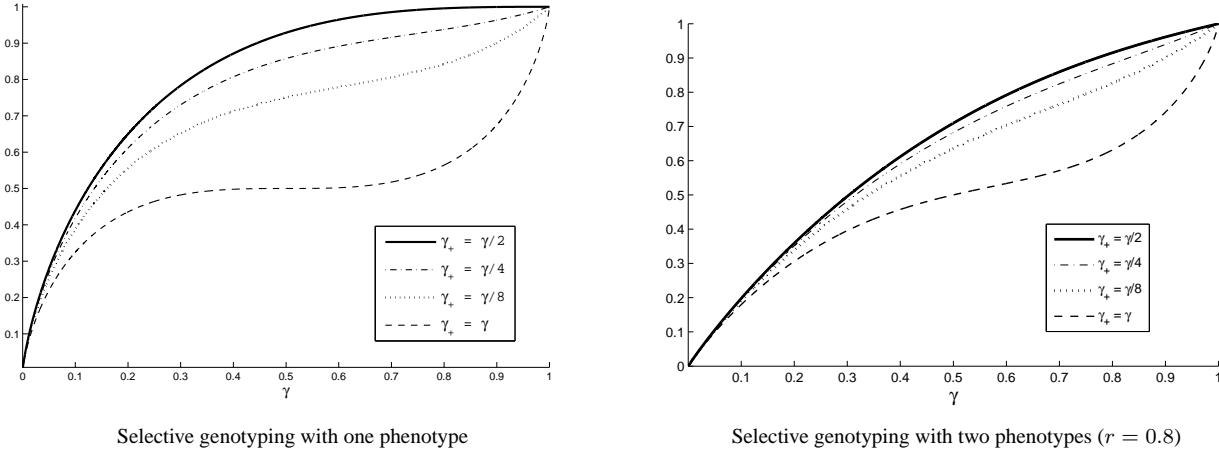 1
0.9
0.8
0.7
0.6
0.5
0.4
0.3
0.2
0.1
0 0.1 0.2 0.3 0.4 0.5 0.6 0.7 0.8 0.9 1
γ
γ₊ = γ/2
γ₊ = γ/4
γ₊ = γ/8
γ₊ = γ
Selective genotyping with one phenotype
1
0.9
0.8
0.7
0.6
0.5
0.4
0.3
0.2
0.1
0
0.1 0.2 0.3 0.4 0.5 0.6 0.7 0.8 0.9 1
γ
γ₊ = γ/2
γ₊ = γ/4
γ₊ = γ/8
γ₊ = γ
Selective genotyping with two phenotypes (r = 0.8)